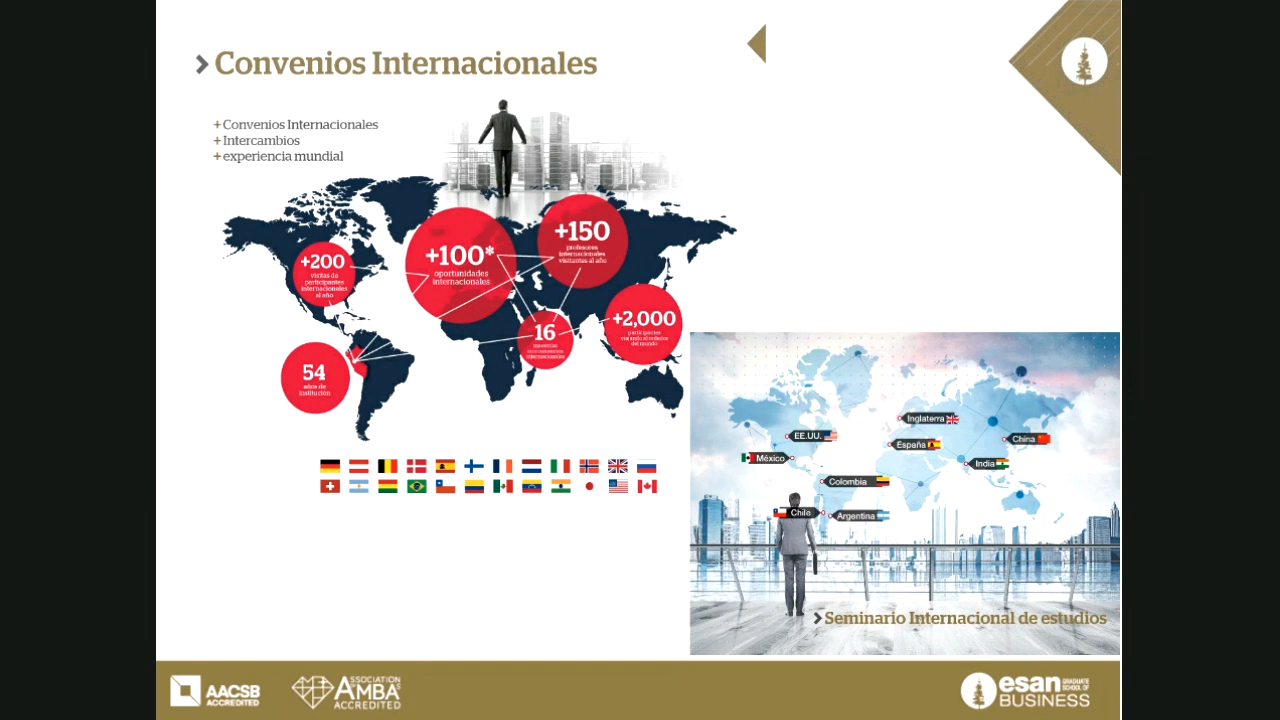 Convenios Internacionales
+Convenios Internacionales
+Intercambios
+experiencia mundial
+150
profesores
internacionales
visitantes al año
+100*
oportunidades
internacionales
+200
visitas de
participantes
internacionales
al año
+2,000
participantes
viajando alrededor
del mundo
16
internacionales
54
años de
institución
Inglaterra
EE.UU.
España
China
México
India
Colombia
Chile
Argentina
Seminario Internacional de estudios
AACSB
ACCREDITED
ASSOCIATION
AMBA
ACCREDITED
esan
GRADUATE
SCHOOL OF
BUSINESS